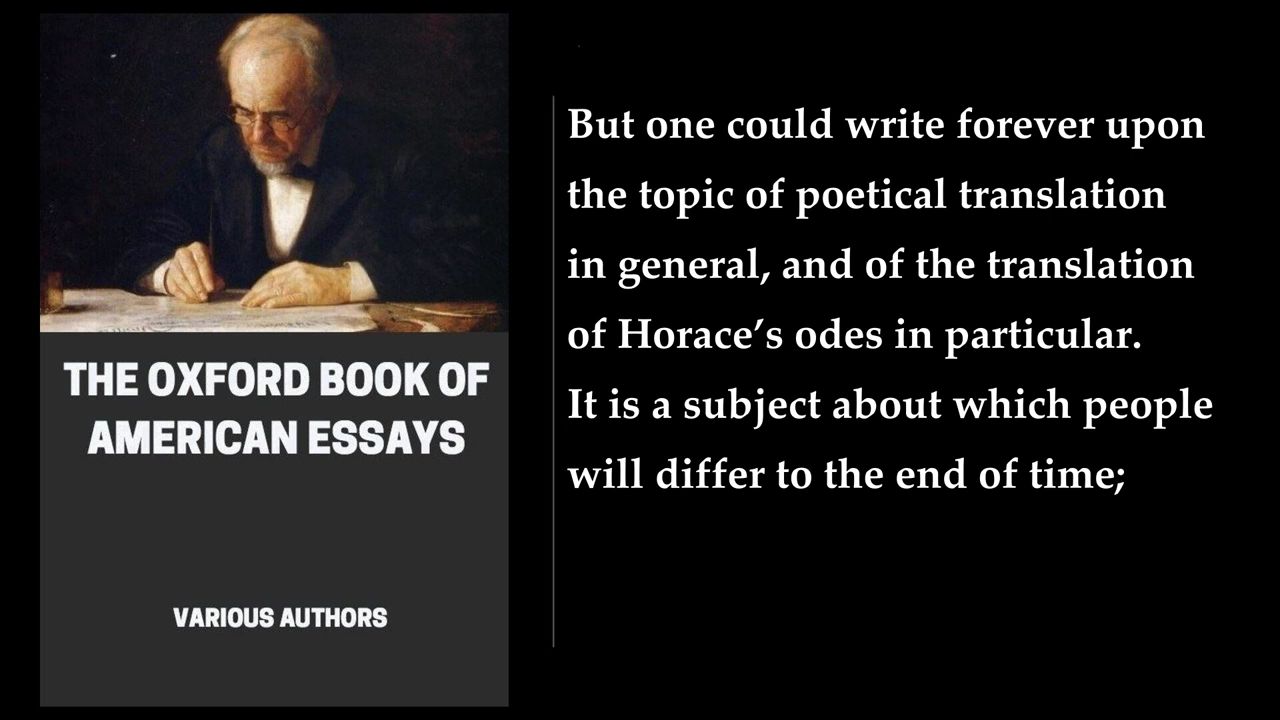 THE OXFORD BOOK OF
AMERICAN ESSAYS
VARIOUS AUTHORS
But one could write forever upon
the topic of poetical translation
in general, and of the translation
of Horace’s odes in particular.
It is a subject about which people
will differ to the end of time;